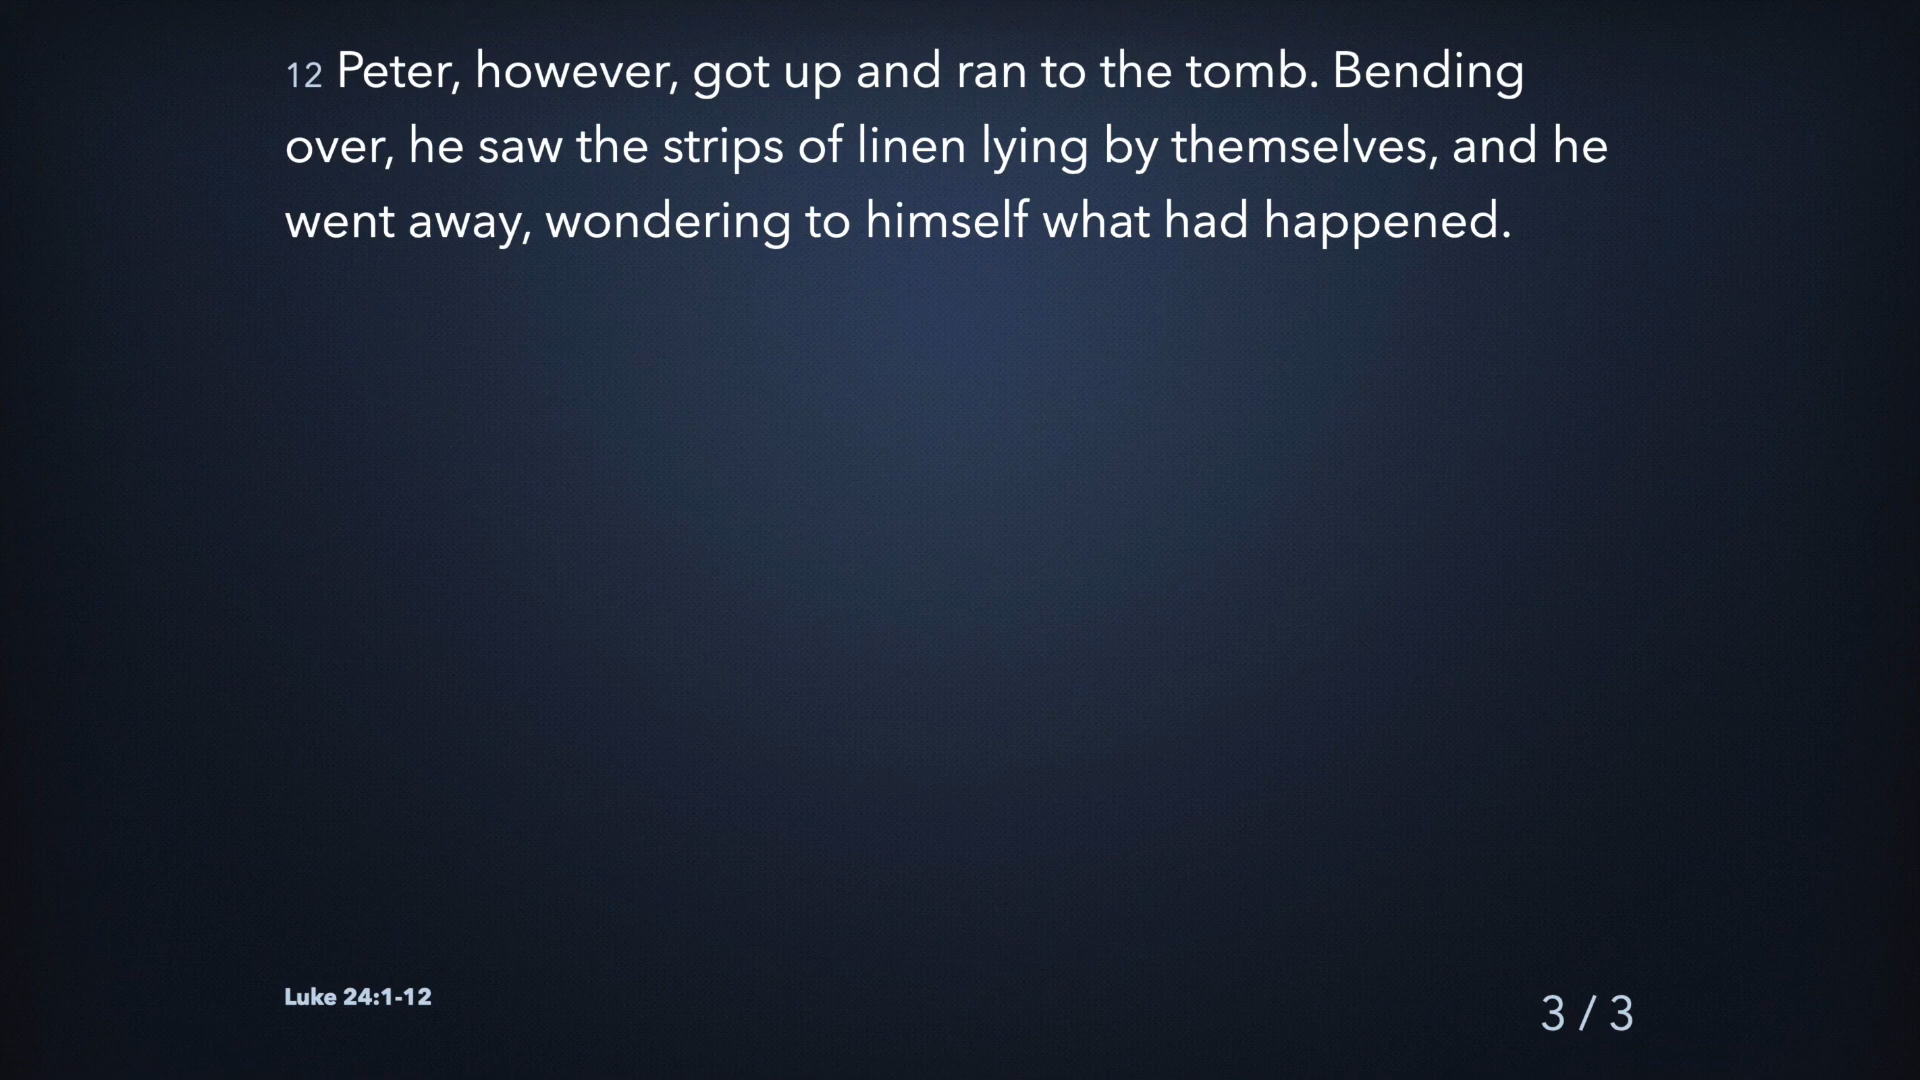 12 Peter, however, got up and ran to the tomb. Bending
over, he saw the strips of linen lying by themselves, and he
went away, wondering to himself what had happened.
Luke 24:1-12
3 / 3